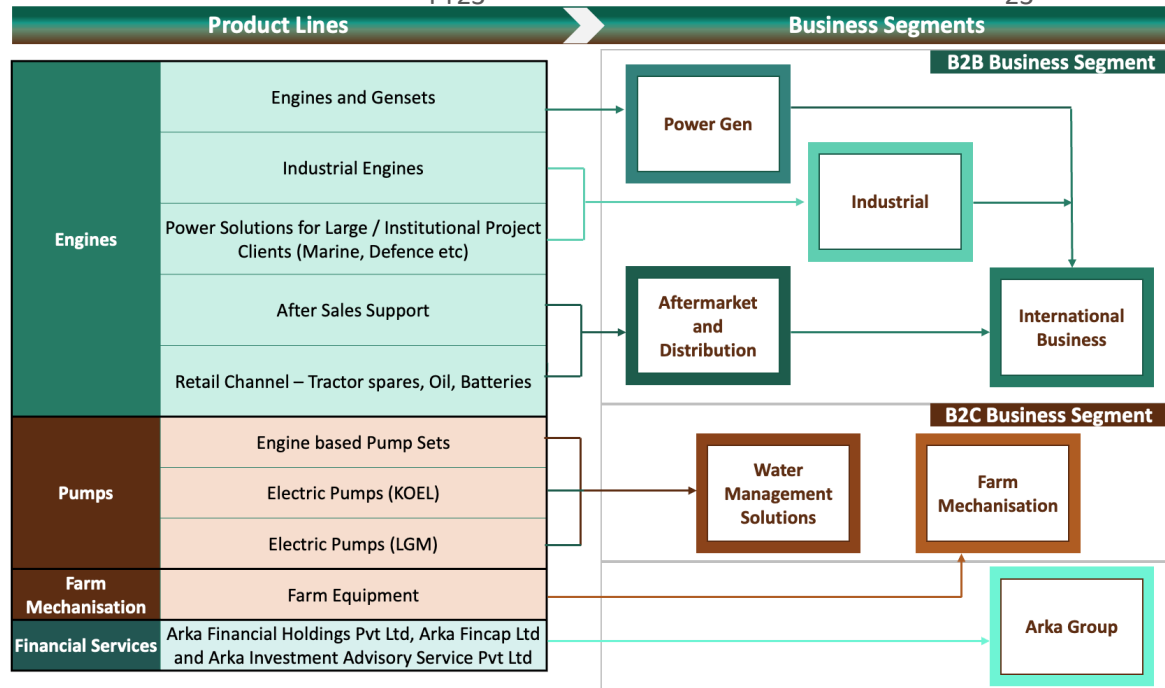 Product Lines
Business Segments
B2B Business Segment
Engines
Engines and Gensets
Industrial Engines
Power Solutions for Large / Institutional Project
Clients (Marine, Defence etc)
After Sales Support
Retail Channel – Tractor spares, Oil, Batteries
Power Gen
Industrial
Aftermarket
and
Distribution
International
Business
B2C Business Segment
Pumps
Engine based Pump Sets
Electric Pumps (KOEL)
Electric Pumps (LGM)
Water
Management
Solutions
Farm
Mechanisation
Farm
Mechanisation
Farm Equipment
Financial Services
Arka Financial Holdings Pvt Ltd, Arka Fincap Ltd
and Arka Investment Advisory Service Pvt Ltd
Arka Group